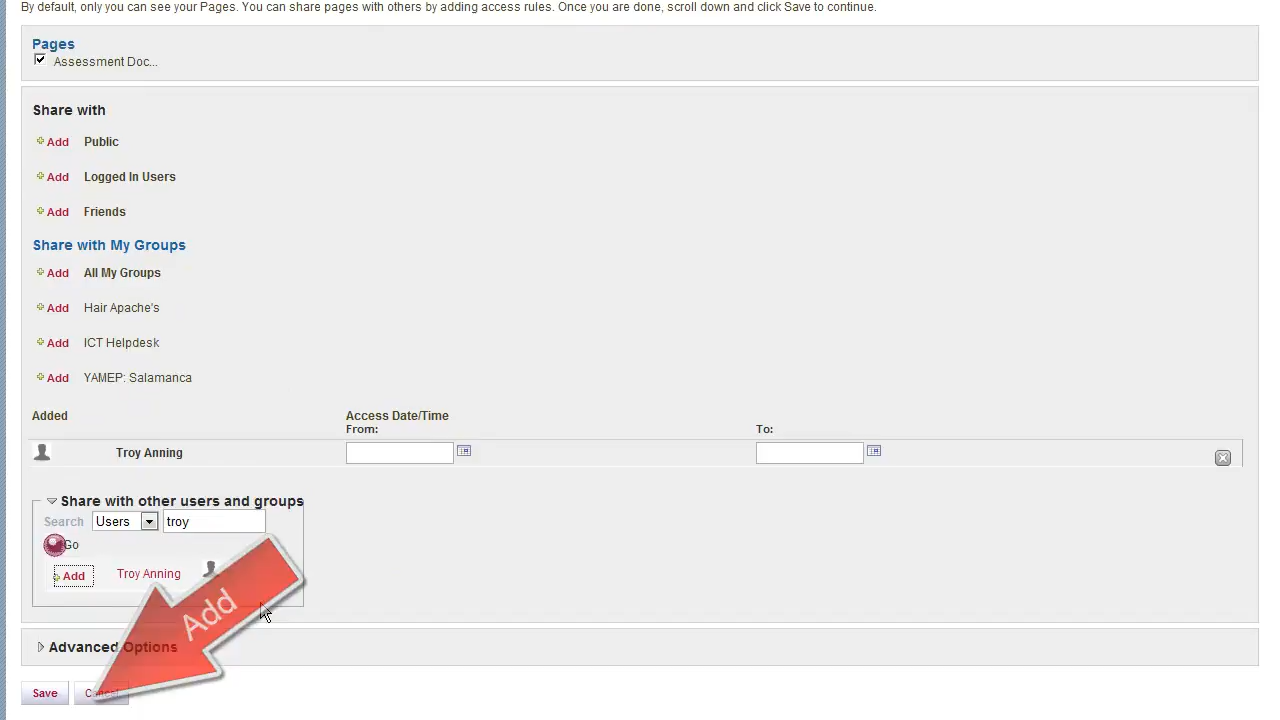 By default, only you can see your Pages. You can share pages with others by adding access rules. Once you are done, scroll down and click Save to continue.
Pages
Assessment Doc...
Share with
Add Public
Add Logged In Users
Add Friends
Share with My Groups
Add All My Groups
Add Hair Apache's
Add ICT Helpdesk
Add YAMEP: Salamanca
Added Access Date/Time
From: To:
Troy Anning
Share with other users and groups
Search Users troy
Go
Add Troy Anning
Add
Advanced Options
Save Cancel